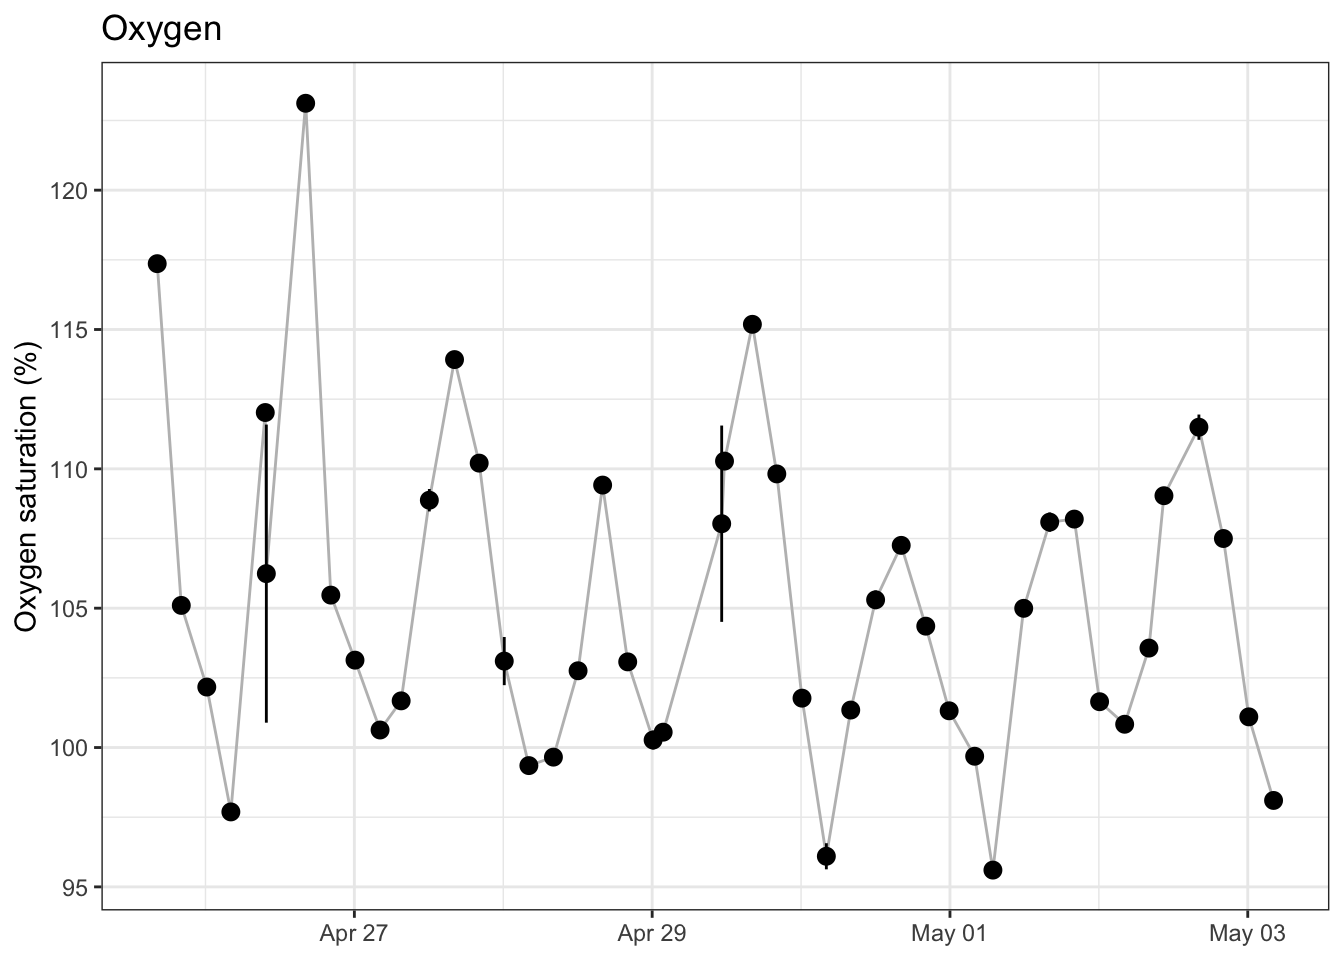 Oxygen
Oxygen saturation (%)
120
115
110
105
100
95
Apr 27
Apr 29
May 01
May 03